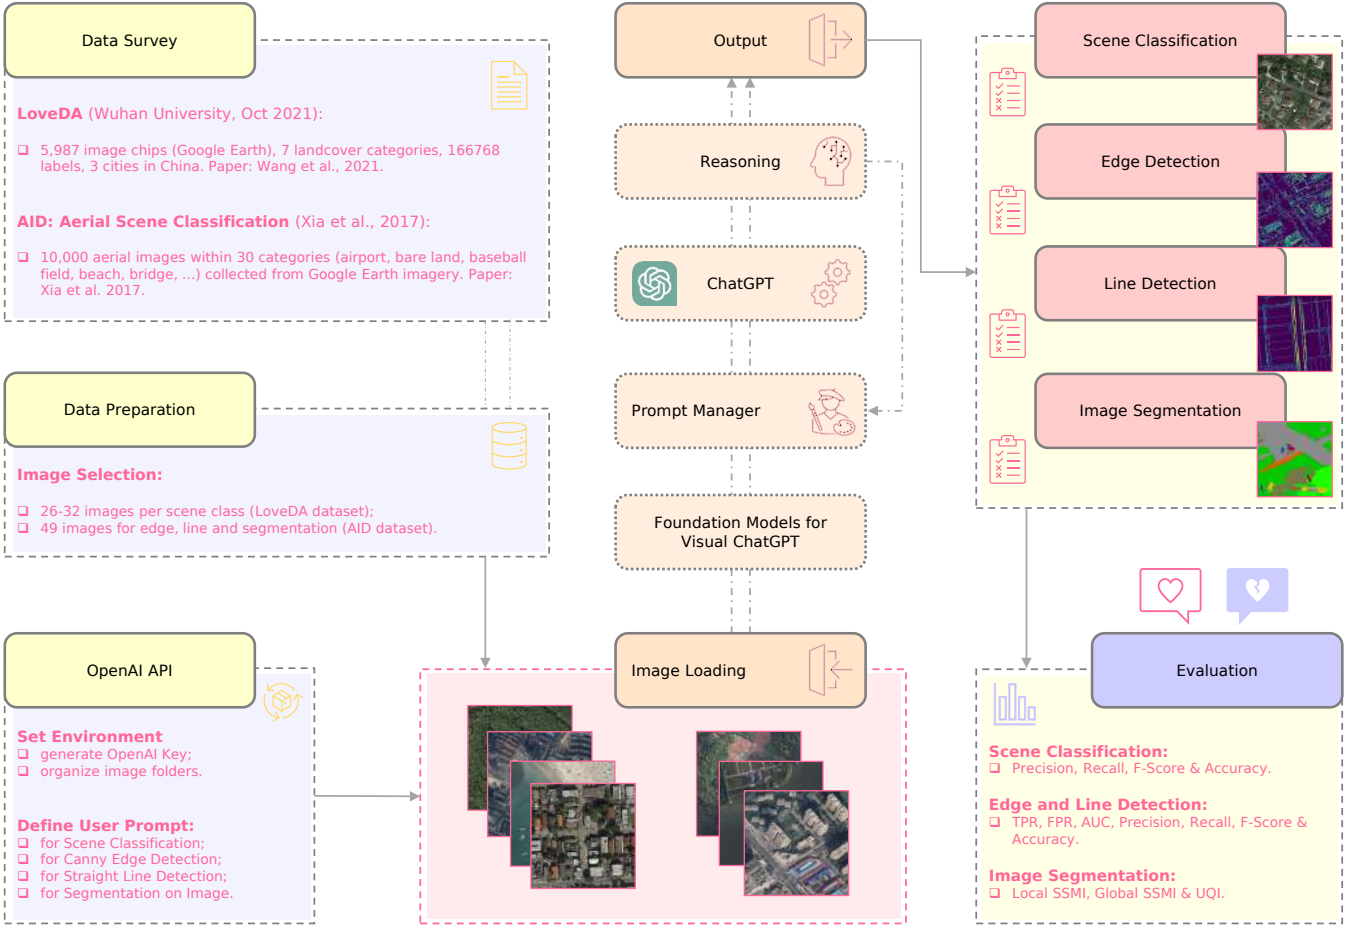 Data Survey
LoveDA (Wuhan University, Oct 2021):
5,987 image chips (Google Earth), 7 landcover categories, 166768
labels, 3 cities in China. Paper: Wang et al., 2021.
AID: Aerial Scene Classification (Xia et al., 2017):
10,000 aerial images within 30 categories (airport, bare land, baseball
field, beach, bridge, ...) collected from Google Earth imagery. Paper:
Xia et al. 2017.
Data Preparation
Image Selection:
26-32 images per scene class (LoveDA dataset);
49 images for edge, line and segmentation (AID dataset).
OpenAI API
Set Environment
generate OpenAI Key;
organize image folders.
Define User Prompt:
for Scene Classification;
for Canny Edge Detection;
for Straight Line Detection;
for Segmentation on Image.
Output
Reasoning
ChatGPT
Prompt Manager
Foundation Models for
Visual ChatGPT
Image Loading
Scene Classification
Edge Detection
Line Detection
Image Segmentation
Evaluation
Scene Classification:
Precision, Recall, F-Score & Accuracy.
Edge and Line Detection:
TPR, FPR, AUC, Precision, Recall, F-Score &
Accuracy.
Image Segmentation:
Local SSMI, Global SSMI & UQI.